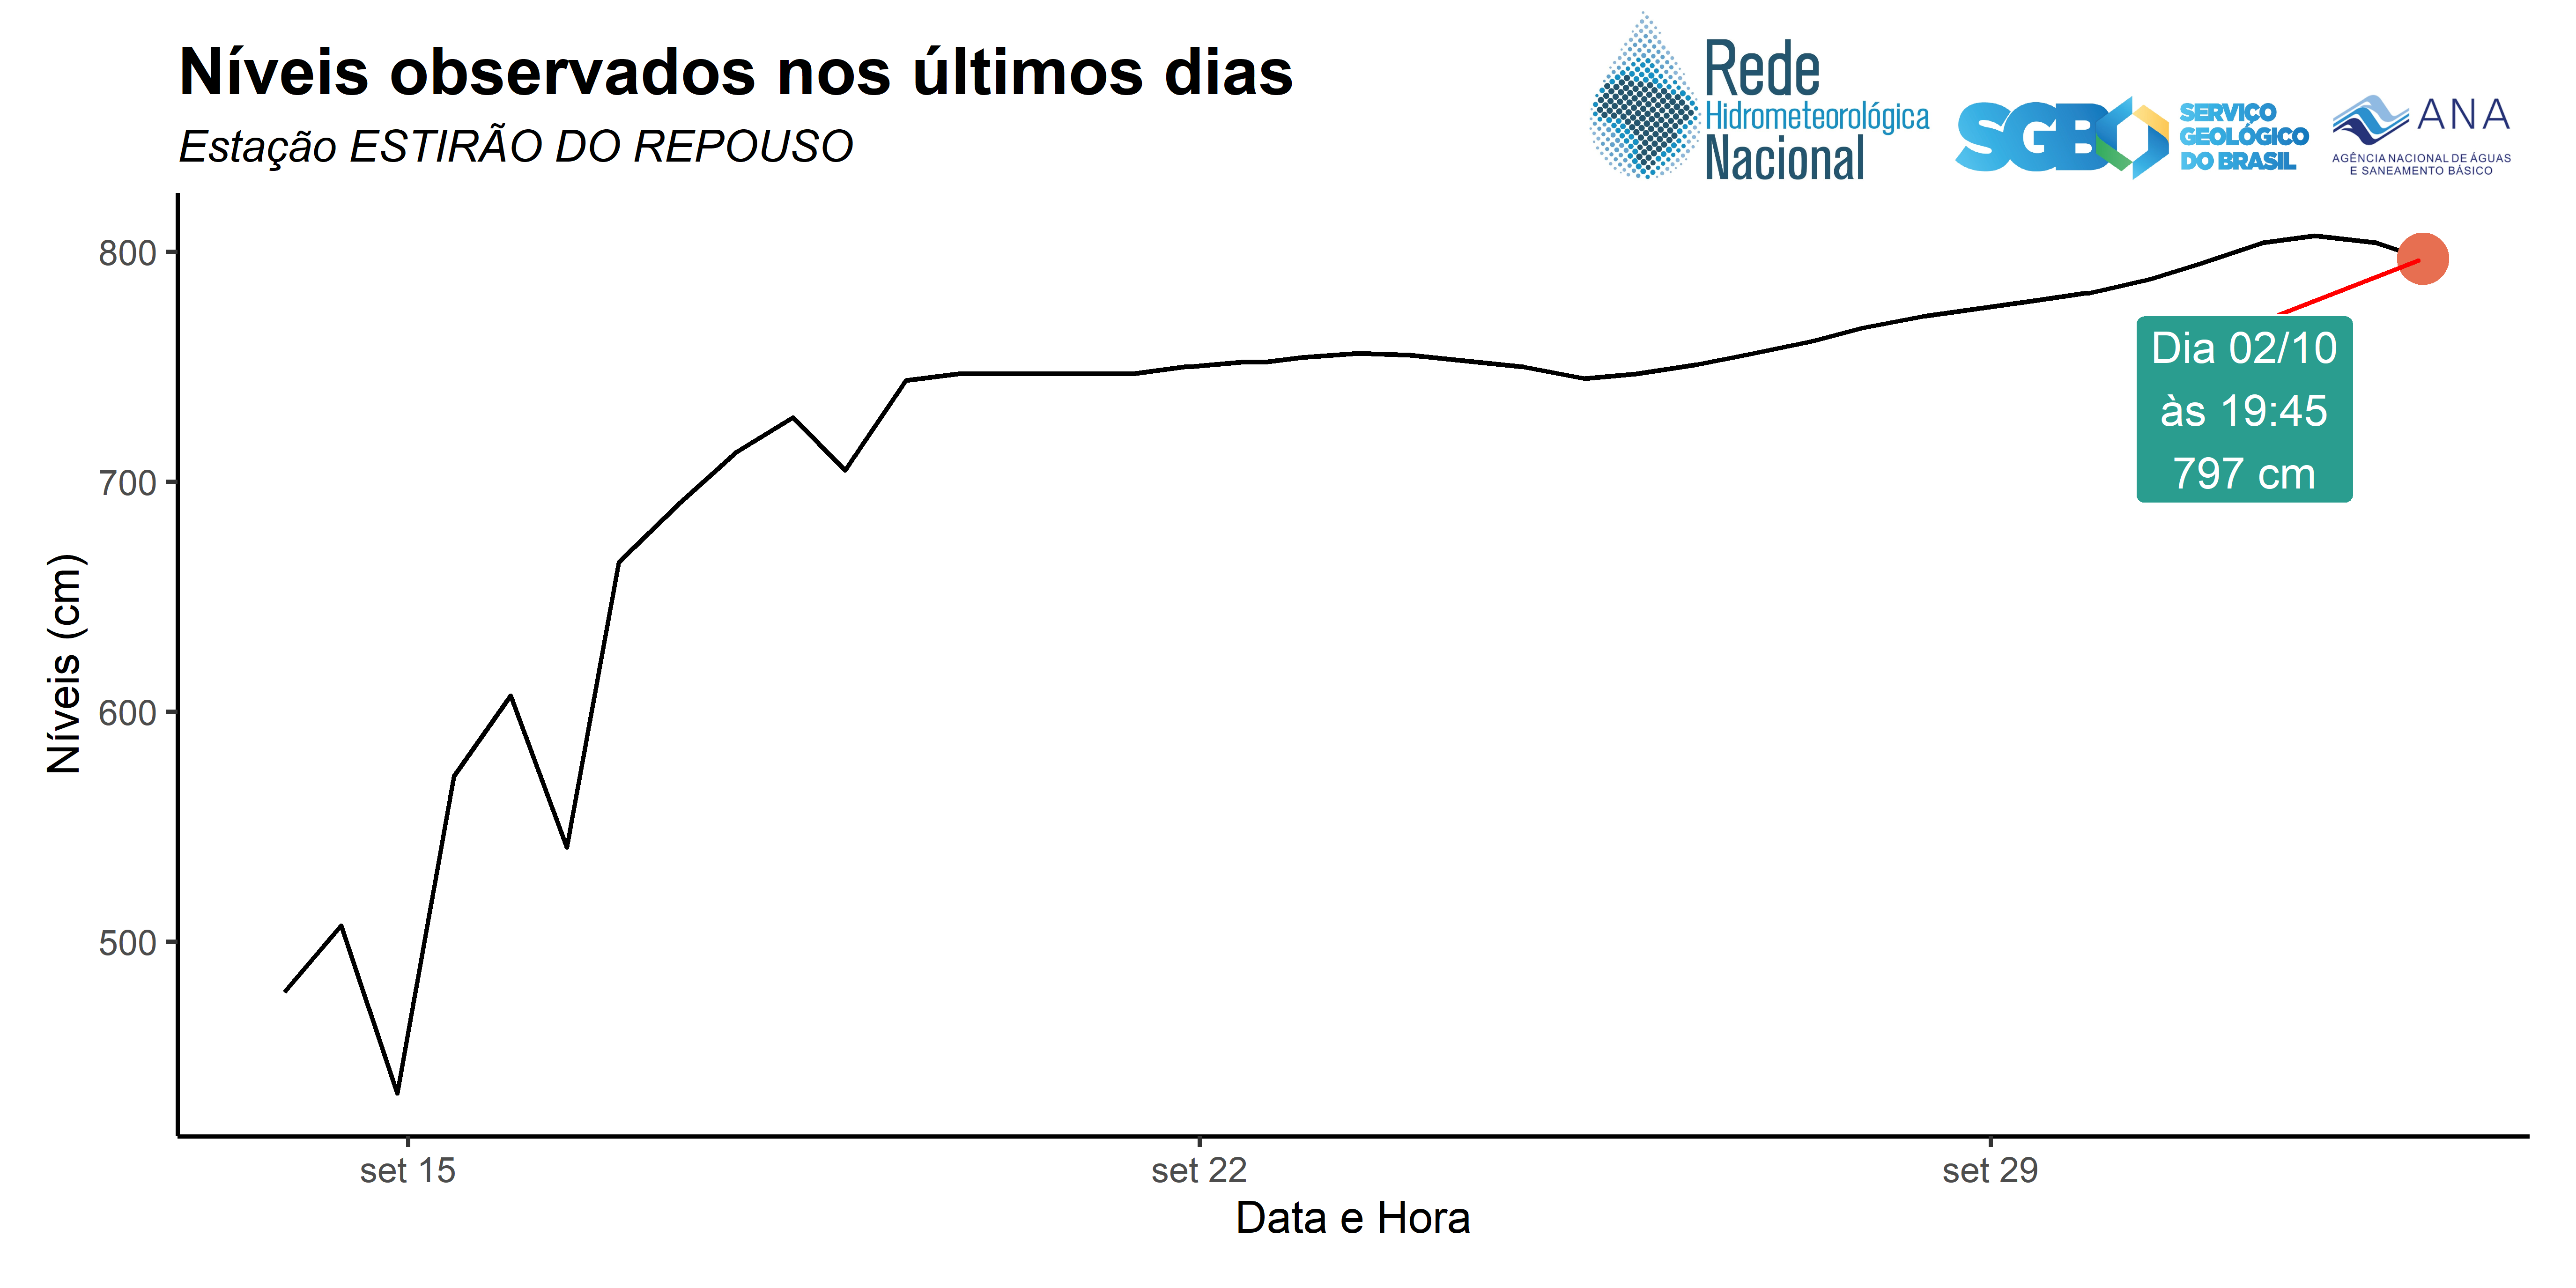 Níveis observados nos últimos dias
Estação ESTIRÃO DO REPOUSO
Rede
Hidrometeorológica
Nacional
SGB
SERVIÇO
GEOLÓGICO
DO BRASIL
ANA
AGÊNCIA NACIONAL DE ÁGUAS
E SANEAMENTO BÁSICO
Níveis (cm)
800
700
600
500
Dia 02/10
às 19:45
797 cm
set 15
set 22
set 29
Data e Hora